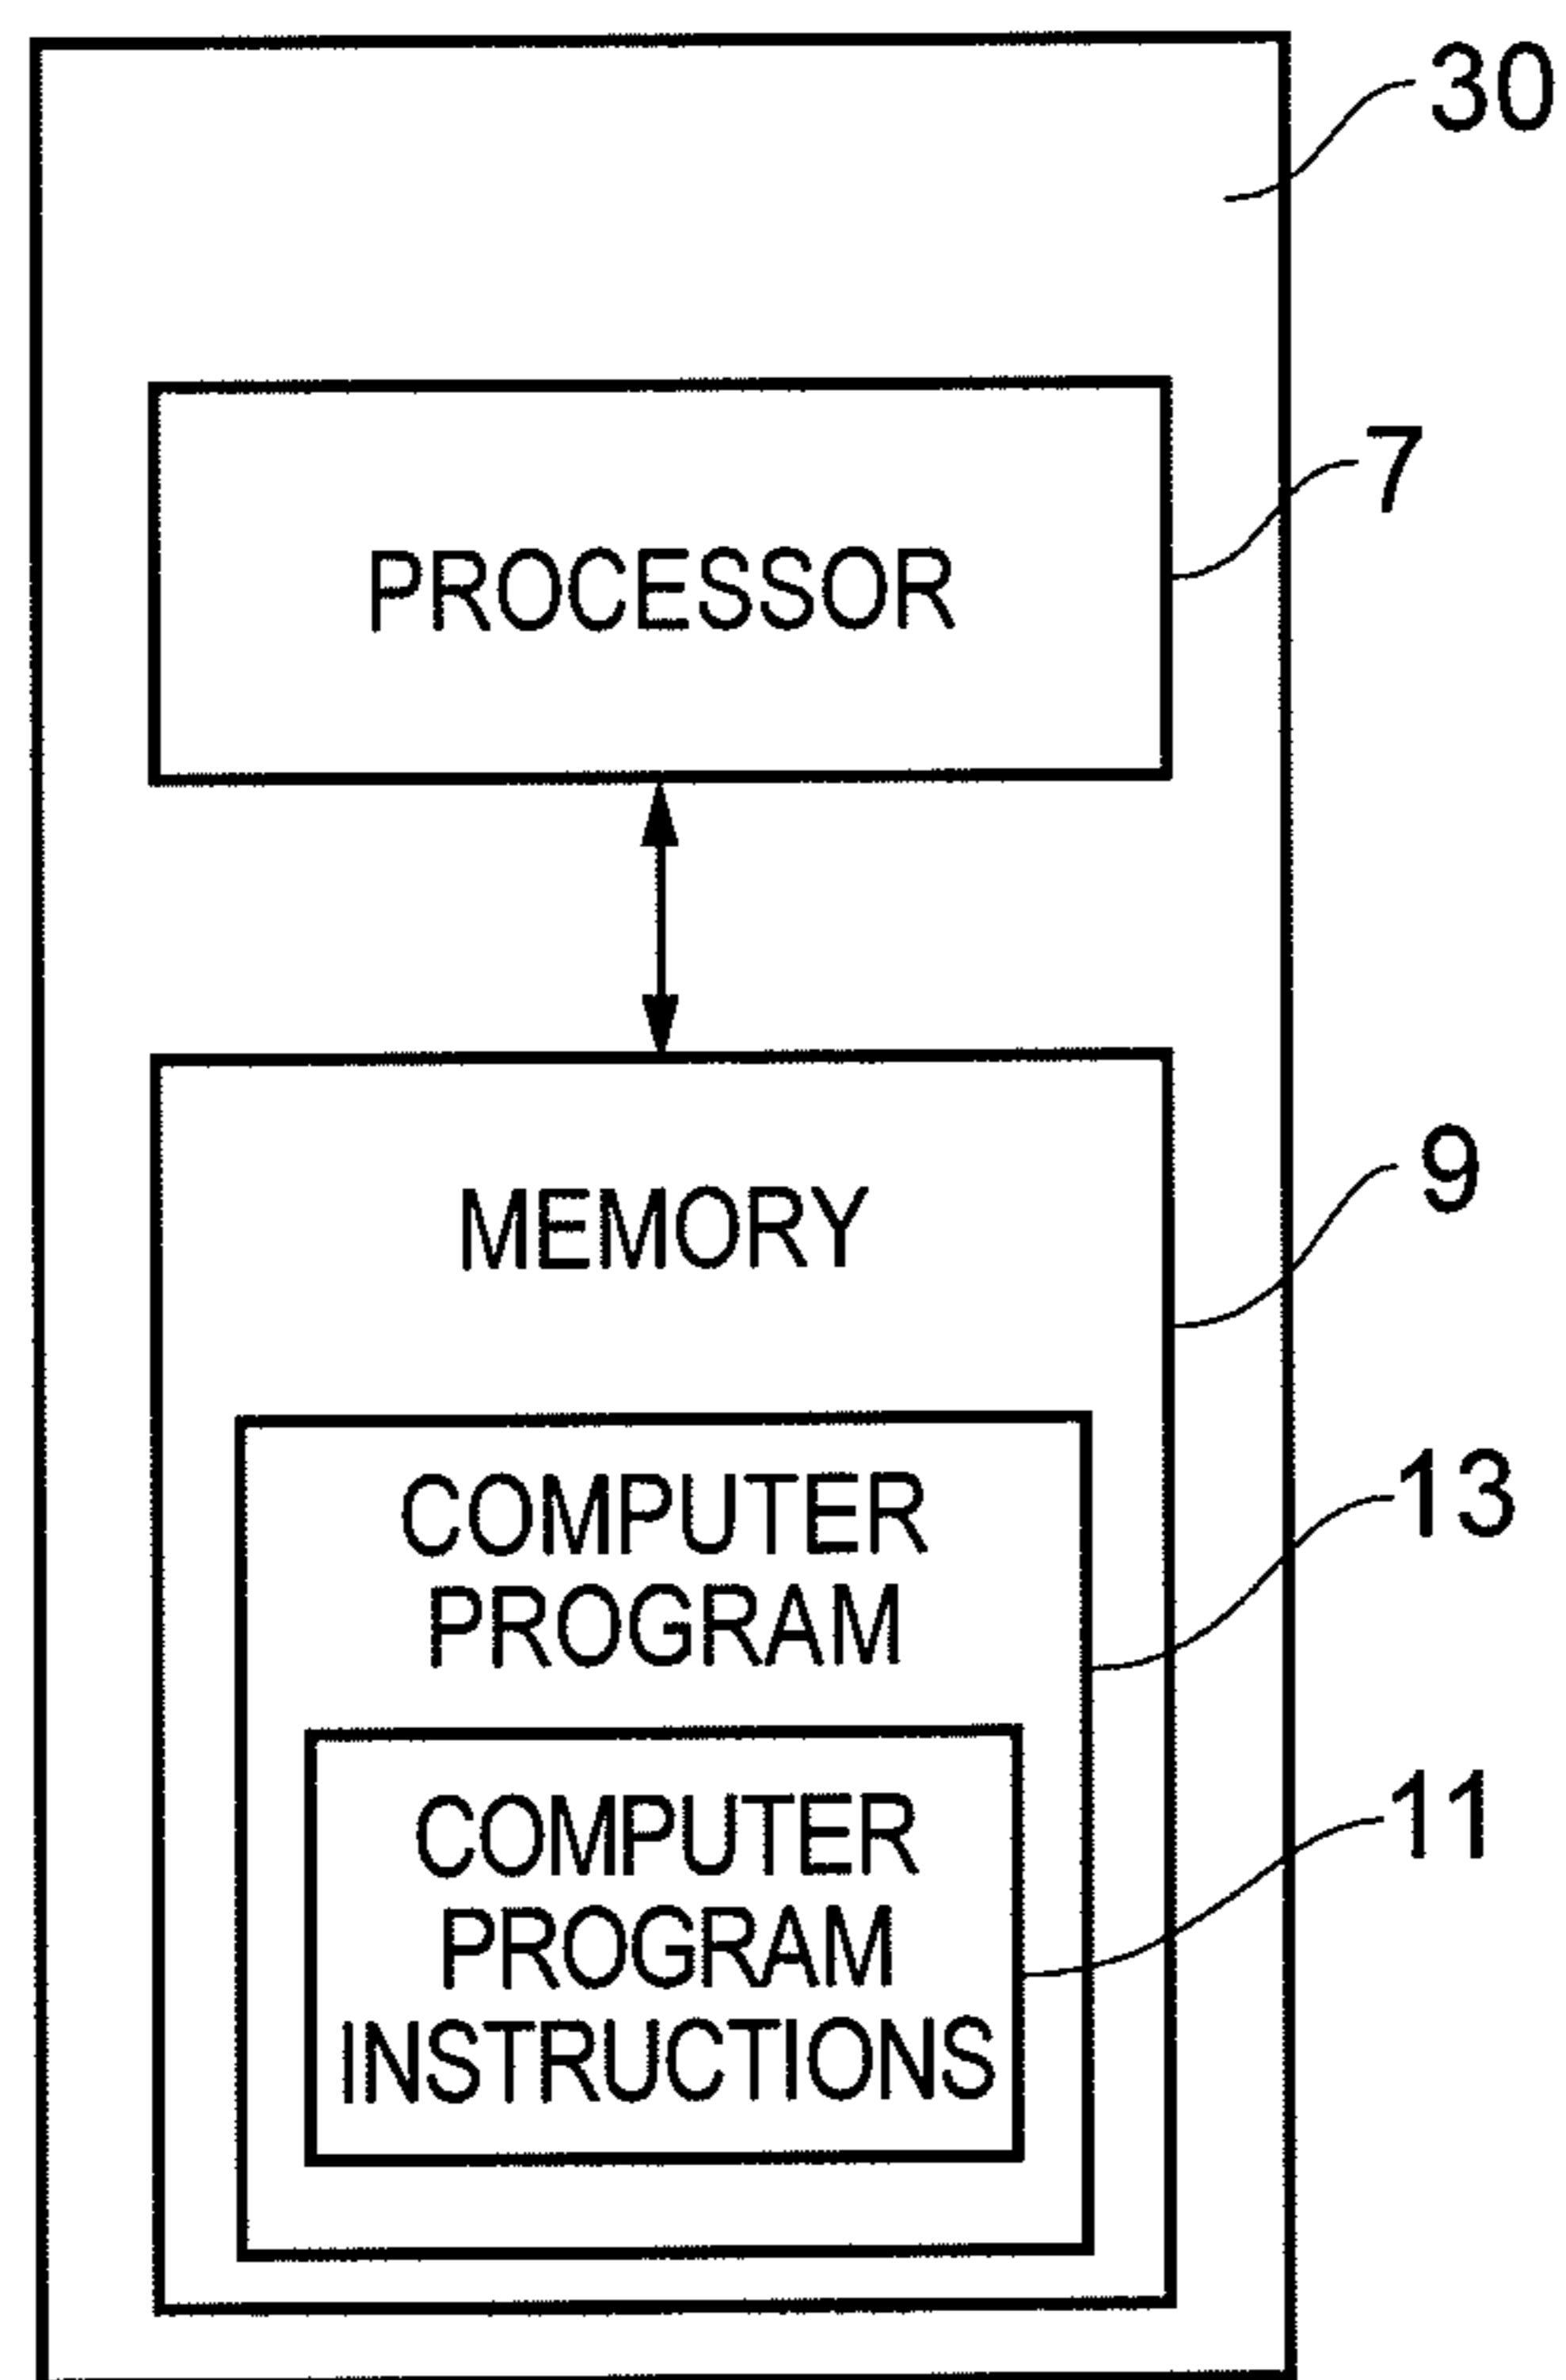 30
7
PROCESSOR
9
MEMORY
13
COMPUTER
PROGRAM
11
COMPUTER
PROGRAM
INSTRUCTIONS